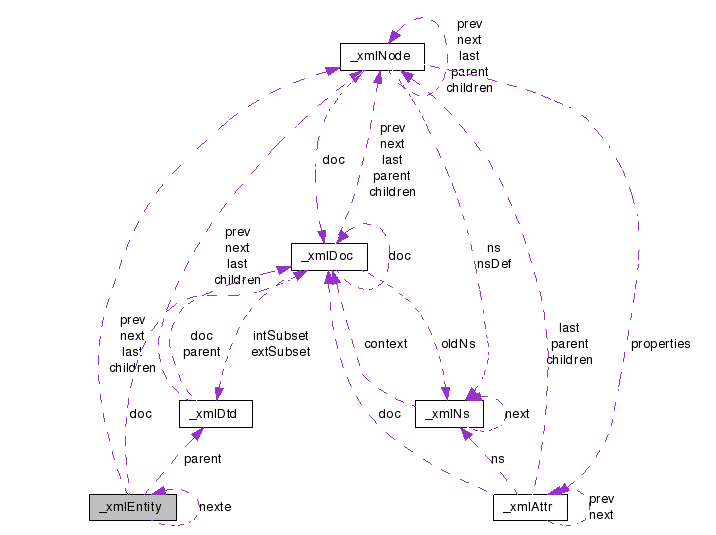 prev
next
last
parent
children
_xmlNode
prev
next
last
parent
children
doc
prev
next
last
children
ns
nsDef
_xmlDoc
doc
prev
next
last
children
doc
parent
intSubset
extSubset
context
oldNs
last
parent
children
properties
doc
_xmlDtd
doc
_xmlNs
next
parent
ns
_xmlEntity
nexte
_xmlAttr
prev
next